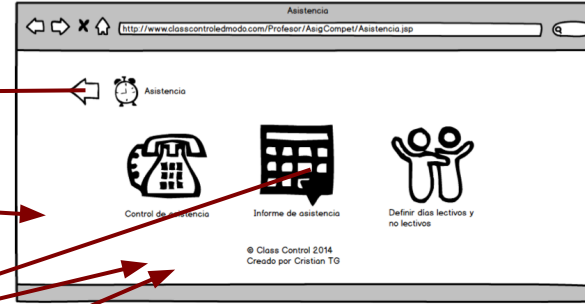 Asistencia
http://www.classcontroledmodo.com/Profesor/AsigCompet/Asistencia.jsp
Asistencia
Control de asistencia
Informe de asistencia
Definir días lectivos y
no lectivos
© Class Control 2014
Creado por Cristian TG